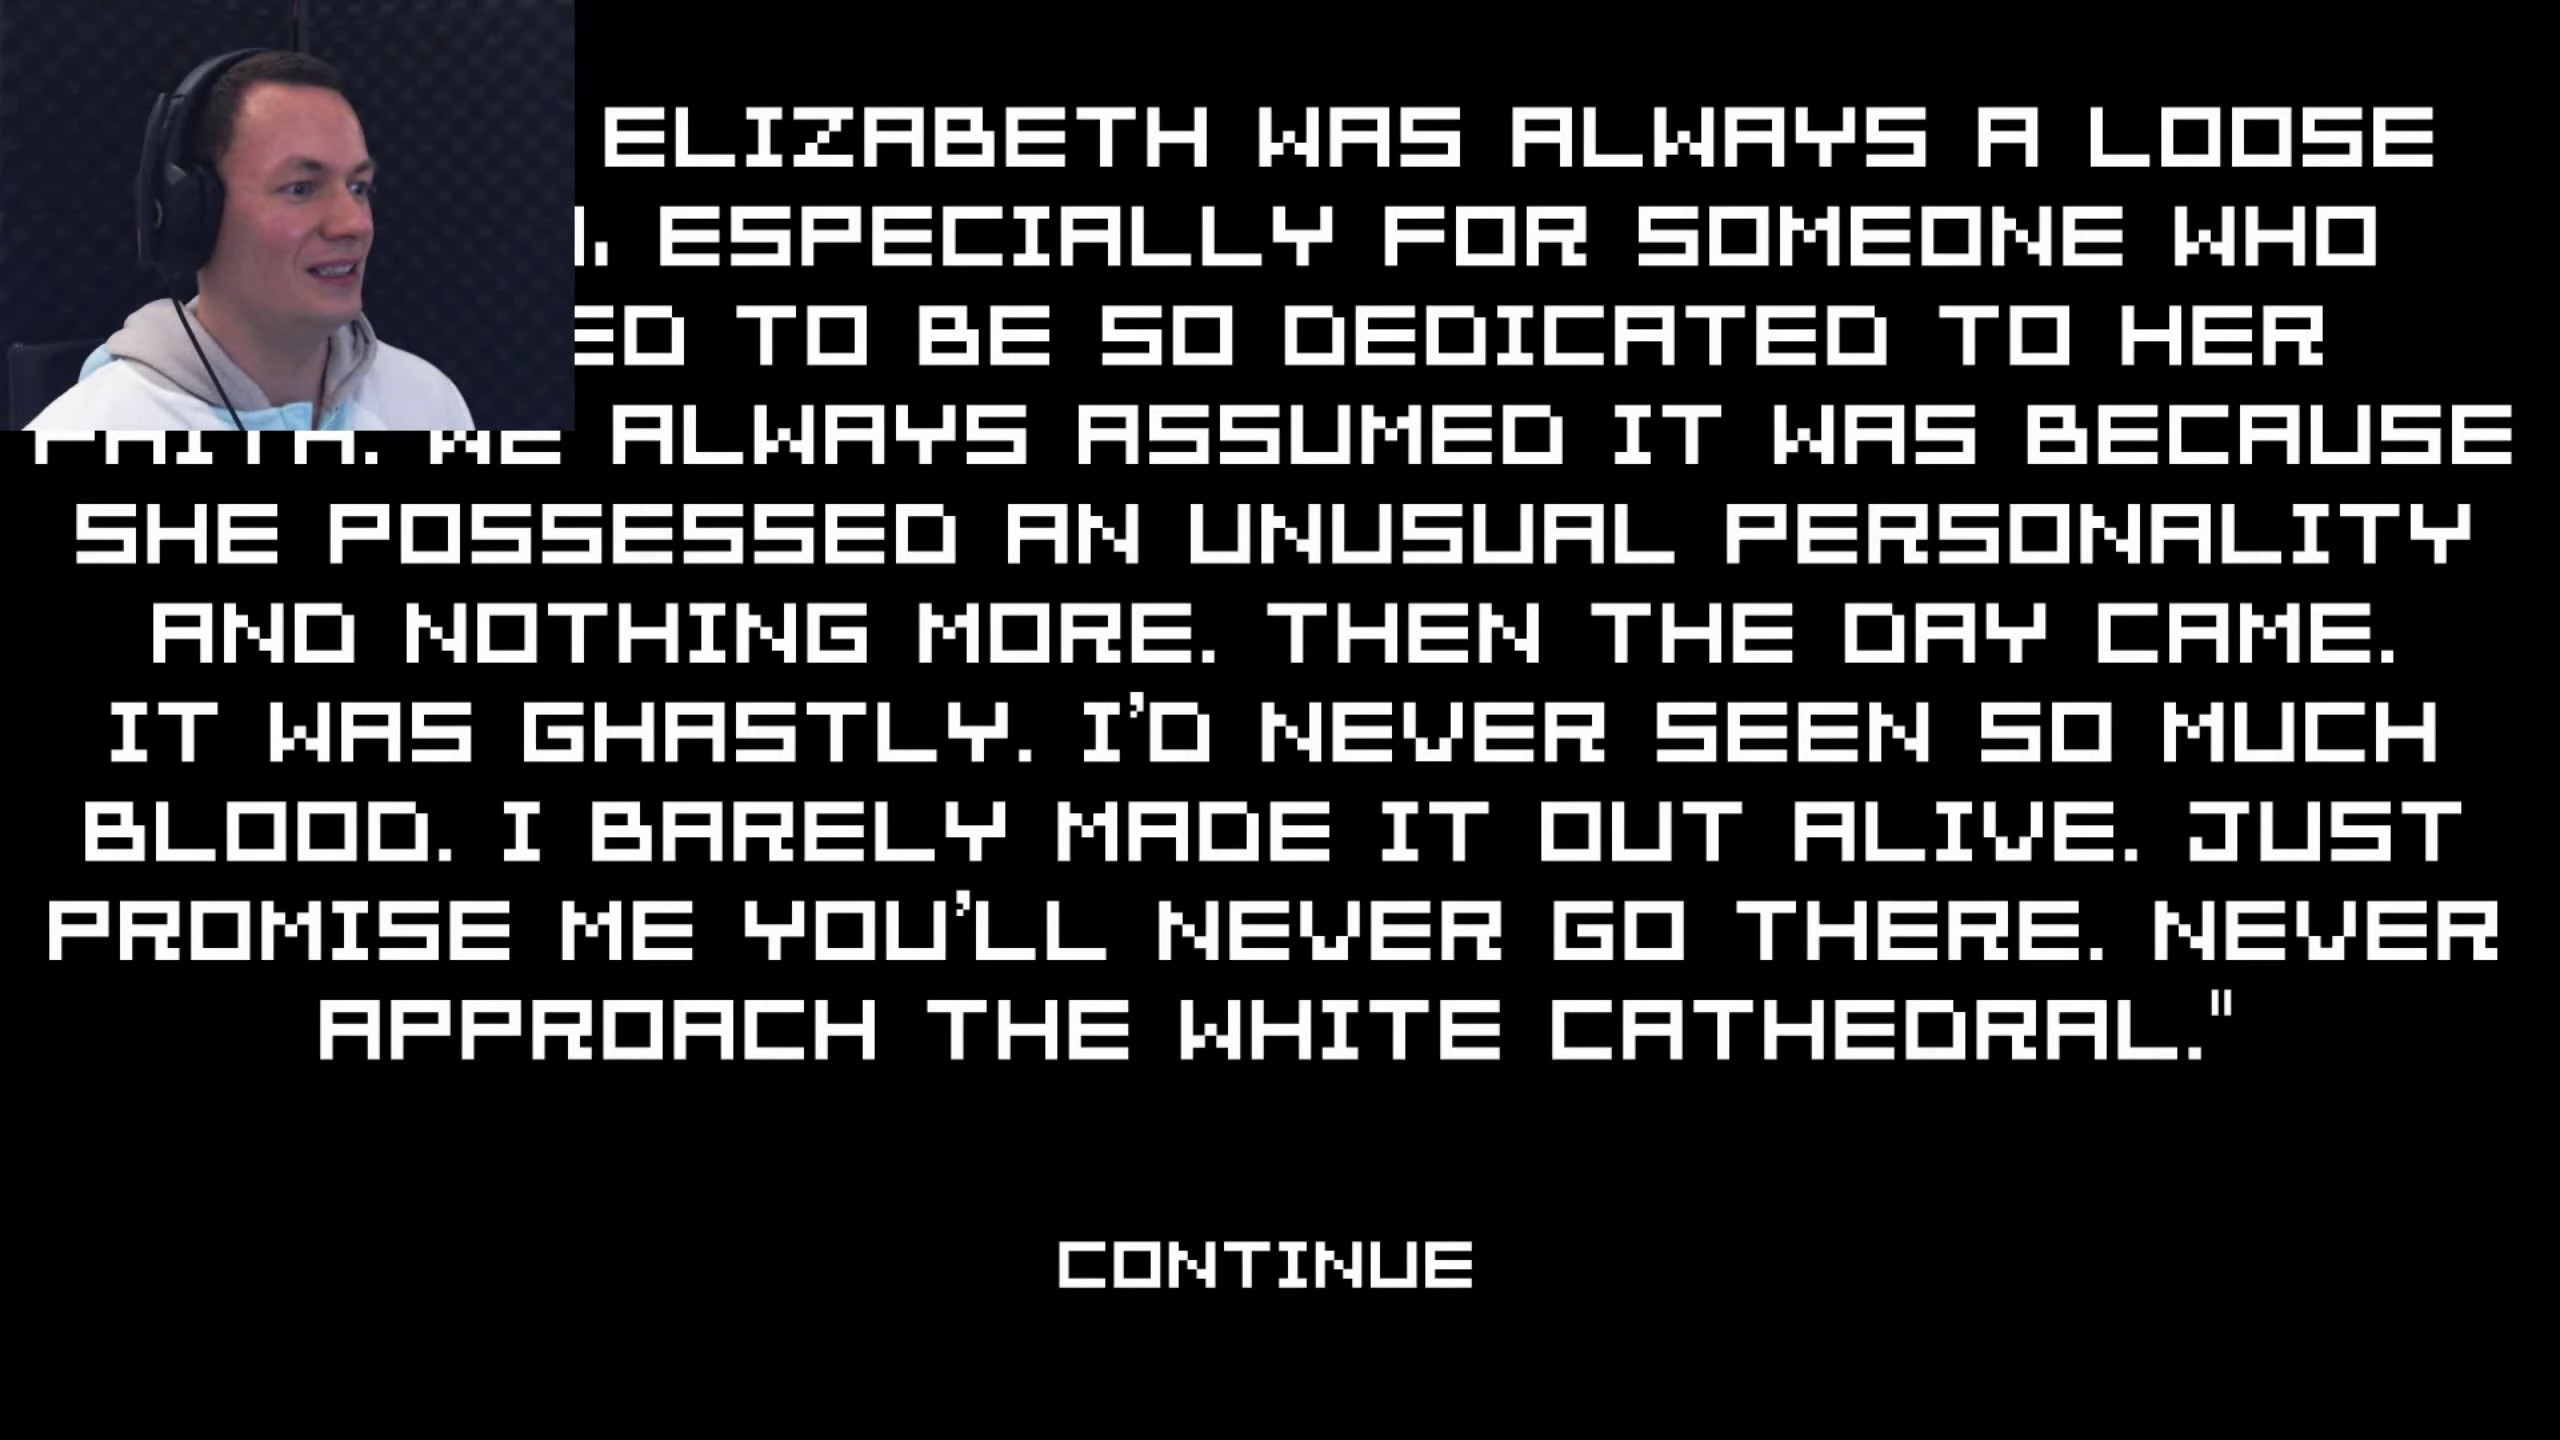 ELIZABETH WAS ALWAYS A LOOSE
ESPECIALLY FOR SOMEONE WHO
TO BE SO DEDICATED TO HER
FAITH. WE ALWAYS ASSUMED IT WAS BECAUSE
SHE POSSESSED AN UNUSUAL PERSONALITY
AND NOTHING MORE. THEN THE DAY CAME.
IT WAS GHASTLY. I'D NEVER SEEN SO MUCH
BLOOD. I BARELY MADE IT OUT ALIVE. JUST
PROMISE ME YOU'LL NEVER GO THERE. NEVER
APPROACH THE WHITE CATHEDRAL."
CONTINUE